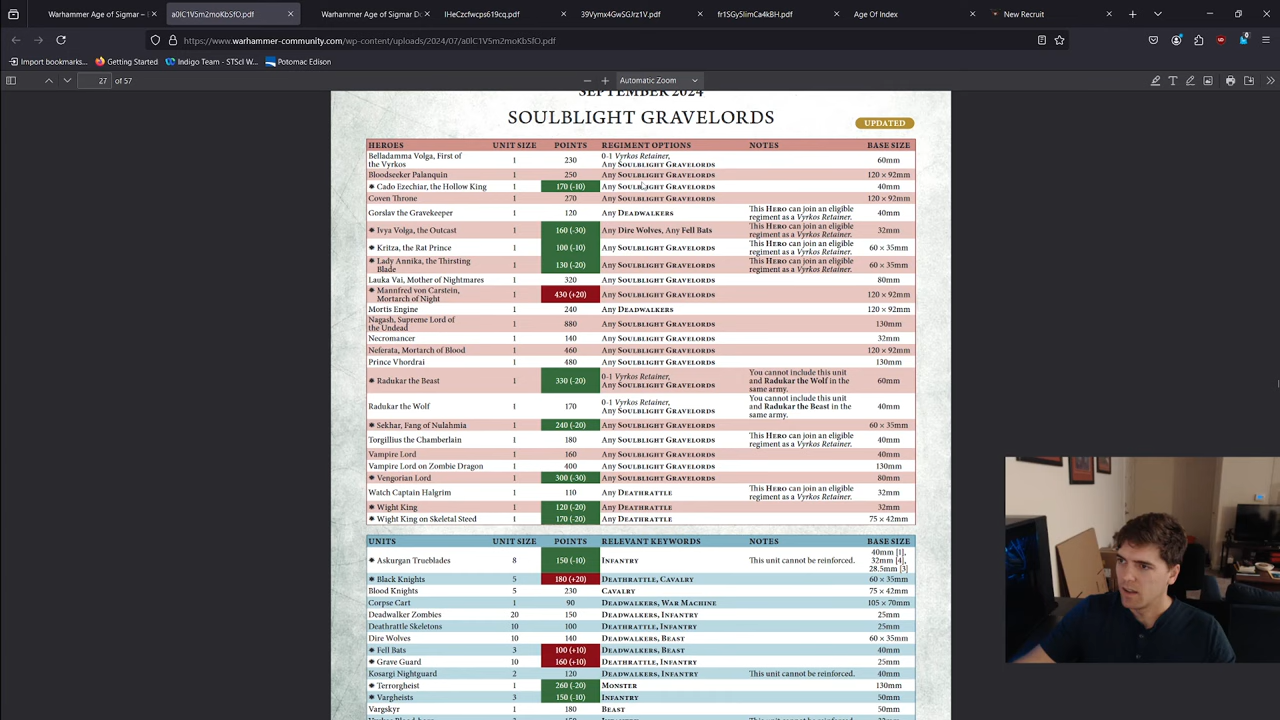 Warhammer Age of Sigmar –
a0lC1V5m2moKbSfO.pdf
Warhammer Age of Sigmar D
lHeCzcfwcps619cq.pdf
39Vymx4GsJrz1V.pdf
fr1SGy5IimCa4kBH.pdf
Age Of Index
New Recruit
https://www.warhammer-community.com/wp-content/uploads/2024/07/a0lC1V5m2moKbSfO.pdf
Import bookmarks... Getting Started Indigo Team - STScI W... Potomac Edison
27 of 57
Automatic Zoom
SEPTEMBER 2024
SOULBLIGHT GRAVELORDS
UPDATED
HEROES UNIT SIZE POINTS REGIMENT OPTIONS NOTES BASE SIZE
Belladamma Volga, First of
the Vyrkos 1 230 0-1 Vyrkos Retainer,
Any Soulblight Gravelords 60mm
Bloodseeker Palanquin 1 250 Any Soulblight Gravelords 120 × 92mm
✹ Cado Ezechiar, the Hollow King 1 170 (-10) Any Soulblight Gravelords 40mm
Coven Throne 1 270 Any Soulblight Gravelords 120 × 92mm
Gorslav the Gravekeeper 1 120 Any Deadwalkers This Hero can join an eligible
regiment as a Vyrkos Retainer. 40mm
✹ Ivya Volga, the Outcast 1 160 (-30) Any Dire Wolves, Any Fell Bats This Hero can join an eligible
regiment as a Vyrkos Retainer. 32mm
✹ Kritza, the Rat Prince 1 100 (-10) Any Soulblight Gravelords This Hero can join an eligible
regiment as a Vyrkos Retainer. 60 × 35mm
✹ Lady Annika, the Thirsting
Blade 1 130 (-20) Any Soulblight Gravelords This Hero can join an eligible
regiment as a Vyrkos Retainer. 60 × 35mm
Lauka Vai, Mother of Nightmares 1 320 Any Soulblight Gravelords 80mm
✹ Mannfred von Carstein,
Mortarch of Night 1 430 (+20) Any Soulblight Gravelords 120 × 92mm
Mortis Engine 1 240 Any Deadwalkers 120 × 92mm
Nagash, Supreme Lord of
the Undead 1 880 Any Soulblight Gravelords 130mm
Necromancer 1 140 Any Soulblight Gravelords 32mm
Neferata, Mortarch of Blood 1 460 Any Soulblight Gravelords 120 × 92mm
Prince Vhordrai 1 480 Any Soulblight Gravelords 130mm
✹ Radukar the Beast 1 330 (-20) 0-1 Vyrkos Retainer,
Any Soulblight Gravelords You cannot include this unit
and Radukar the Wolf in the
same army. 60mm
Radukar the Wolf 1 170 0-1 Vyrkos Retainer,
Any Soulblight Gravelords You cannot include this unit
and Radukar the Beast in the
same army. 40mm
✹ Sekhar, Fang of Nulahmia 1 240 (-20) Any Soulblight Gravelords 60 × 35mm
Torgillius the Chamberlain 1 180 Any Soulblight Gravelords This Hero can join an eligible
regiment as a Vyrkos Retainer. 40mm
Vampire Lord 1 160 Any Soulblight Gravelords 40mm
Vampire Lord on Zombie Dragon 1 400 Any Soulblight Gravelords 130mm
✹ Vengorian Lord 1 300 (-30) Any Soulblight Gravelords 80mm
Watch Captain Halgrim 1 110 Any Deathrattle This Hero can join an eligible
regiment as a Vyrkos Retainer. 32mm
✹ Wight King 1 120 (-20) Any Deathrattle 32mm
✹ Wight King on Skeletal Steed 1 170 (-20) Any Deathrattle 75 × 42mm
UNITS UNIT SIZE POINTS RELEVANT KEYWORDS NOTES BASE SIZE
✹ Askurgan Trueblades 8 150 (-10) Infantry This unit cannot be reinforced. 40mm [1],
32mm [4],
28.5mm [3]
✹ Black Knights 5 180 (+20) Deathrattle, Cavalry 60 × 35mm
Blood Knights 5 230 Cavalry 75 × 42mm
Corpse Cart 1 90 Deadwalkers, War Machine 105 × 70mm
Deadwalker Zombies 20 150 Deadwalkers, Infantry 25mm
Deathrattle Skeletons 10 100 Deathrattle, Infantry 25mm
Dire Wolves 10 140 Deadwalkers, Beast 60 × 35mm
✹ Fell Bats 3 100 (+10) Deadwalkers, Beast 40mm
✹ Grave Guard 10 160 (+10) Deathrattle, Infantry 25mm
Kosargi Nightguard 2 120 Deadwalkers, Infantry This unit cannot be reinforced. 40mm
✹ Terrorgheist 1 260 (-20) Monster 130mm
✹ Vargheists 3 150 (-10) Infantry 50mm
Vargskyr 1 180 Beast 50mm